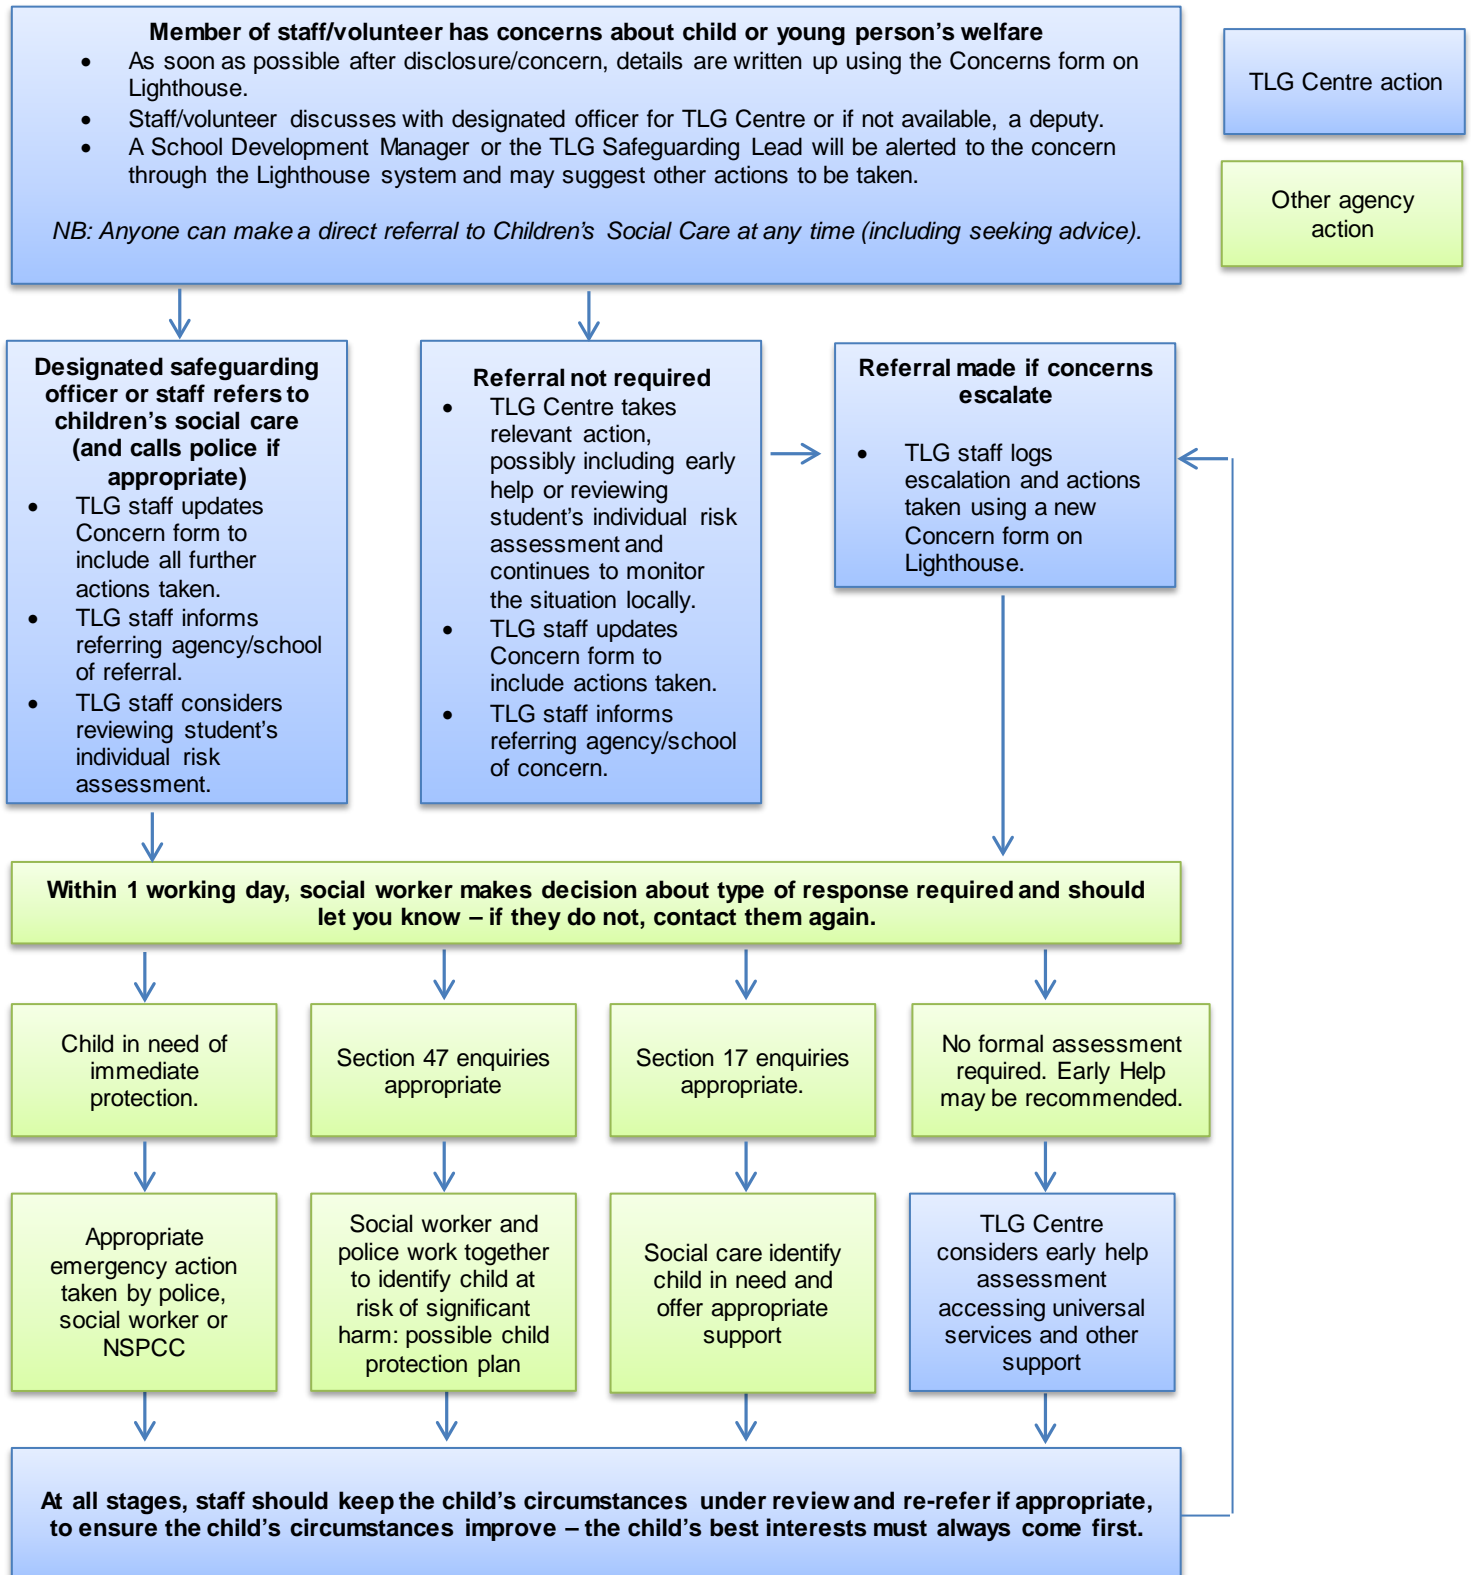 Member of staff/volunteer has concerns about child or young person's welfare
• As soon as possible after disclosure/concern, details are written up using the Concerns form on
Lighthouse.
• Staff/volunteer discusses with designated officer for TLG Centre or if not available, a deputy.
• A School Development Manager or the TLG Safeguarding Lead will be alerted to the concern
through the Lighthouse system and may suggest other actions to be taken.
NB: Anyone can make a direct referral to Children's Social Care at any time (including seeking advice).
TLG Centre action
Other agency
action
Designated safeguarding
officer or staff refers to
children's social care
(and calls police if
appropriate)
• TLG staff updates
Concern form to
include all further
actions taken.
• TLG staff informs
referring agency/school
of referral.
• TLG staff considers
reviewing student's
individual risk
assessment.
Referral not required
• TLG Centre takes
relevant action,
possibly including early
help or reviewing
student's individual risk
assessment and
continues to monitor
the situation locally.
• TLG staff updates
Concern form to
include actions taken.
• TLG staff informs
referring agency/school
of concern.
Referral made if concerns
escalate
• TLG staff logs
escalation and actions
taken using a new
Concern form on
Lighthouse.
Within 1 working day, social worker makes decision about type of response required and should
let you know – if they do not, contact them again.
Child in need of
immediate
protection.
Section 47 enquiries
appropriate
Section 17 enquiries
appropriate.
No formal assessment
required. Early Help
may be recommended.
Appropriate
emergency action
taken by police,
social worker or
NSPCC
Social worker and
police work together
to identify child at
risk of significant
harm: possible child
protection plan
Social care identify
child in need and
offer appropriate
support
TLG Centre
considers early help
assessment
accessing universal
services and other
support
At all stages, staff should keep the child's circumstances under review and re-refer if appropriate,
to ensure the child's circumstances improve – the child's best interests must always come first.